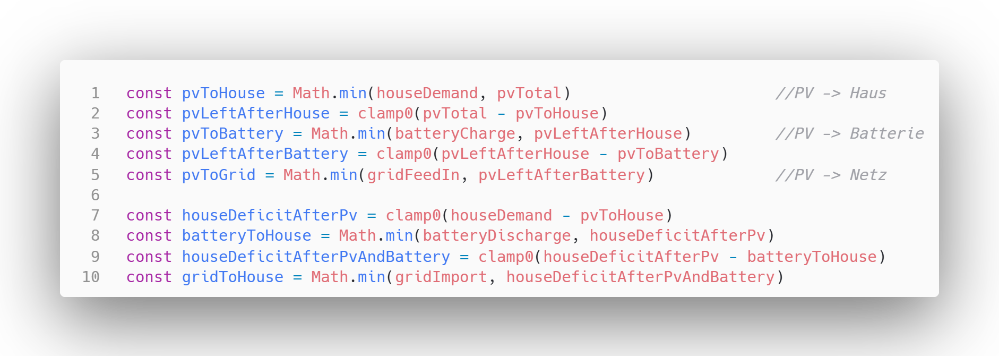 1 const pvToHouse = Math.min(houseDemand, pvTotal) //PV -> Haus
2 const pvLeftAfterHouse = clamp0(pvTotal - pvToHouse)
3 const pvToBattery = Math.min(batteryCharge, pvLeftAfterHouse) //PV -> Batterie
4 const pvLeftAfterBattery = clamp0(pvLeftAfterHouse - pvToBattery)
5 const pvToGrid = Math.min(gridFeedIn, pvLeftAfterBattery) //PV -> Netz
6
7 const houseDeficitAfterPv = clamp0(houseDemand - pvToHouse)
8 const batteryToHouse = Math.min(batteryDischarge, houseDeficitAfterPv)
9 const houseDeficitAfterPvAndBattery = clamp0(houseDeficitAfterPv - batteryToHouse)
10 const gridToHouse = Math.min(gridImport, houseDeficitAfterPvAndBattery)